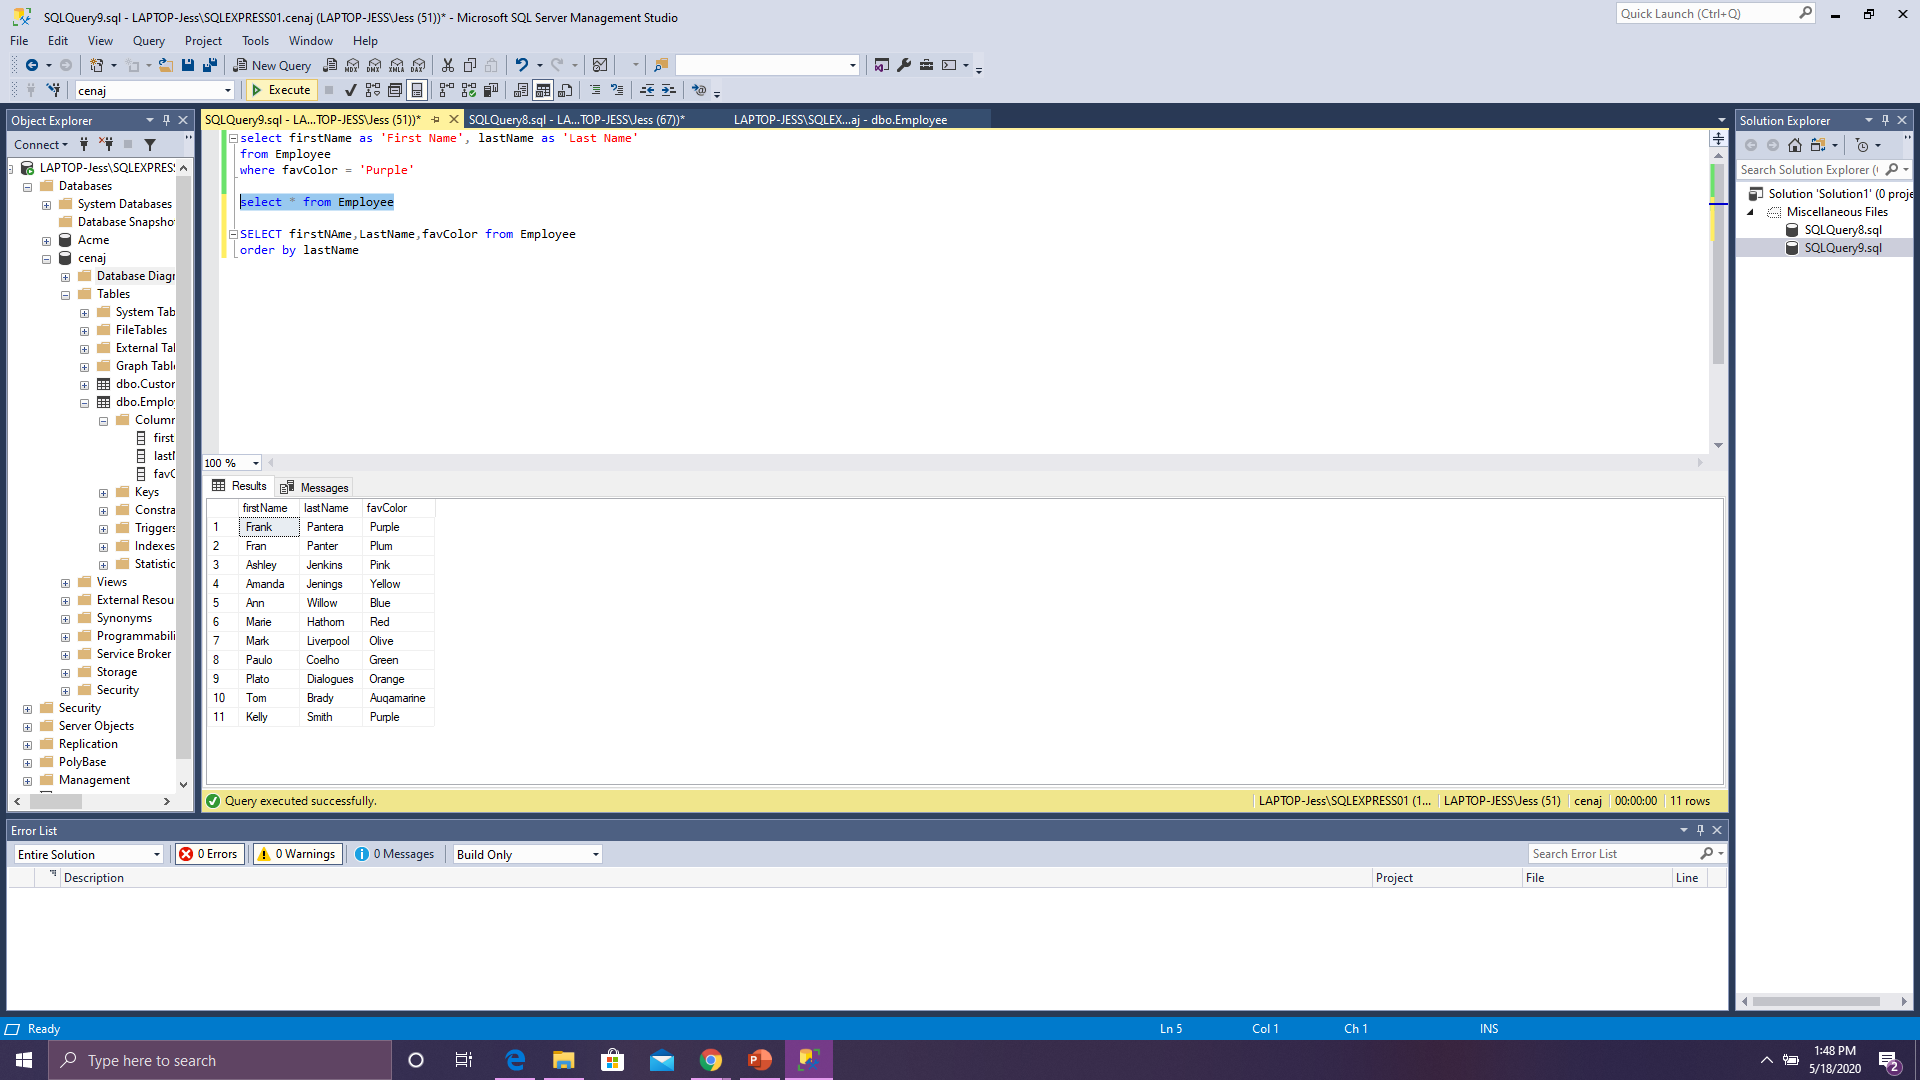 SQLQuery9.sql - LAPTOP-Jess\SQLEXPRESS01.cenaj (LAPTOP-JESS\Jess (51))* - Microsoft SQL Server Management Studio
Quick Launch (Ctrl+Q)
File Edit View Query Project Tools Window Help
New Query
MDX DMX XMLA DAX
cenaj
Execute
Object Explorer
Connect
LAPTOP-Jess\SQLEXPRES
Databases
System Databases
Database Snapsho
Acme
cenaj
Database Diagr
Tables
System Tab
FileTables
External Tal
Graph Table
dbo.Custor
dbo.Emplo
Column
first
lastl
favC
Keys
Constra
Triggers
Indexes
Statistic
Views
External Resou
Synonyms
Programmabili
Service Broker
Storage
Security
Security
Server Objects
Replication
PolyBase
Management
SQLQuery9.sql - LA...TOP-JESS\Jess (51))*
SQLQuery8.sql - LA...TOP-JESS\Jess (67))*
LAPTOP-JESS\SQLEX...aj - dbo.Employee
select firstNAme as 'First Name', lastName as 'Last Name'
from Employee
where favColor = 'Purple'
select * from Employee
SELECT firstNAme,LastName,favColor from Employee
order by lastName
100 %
Results Messages
firstName lastName favColor
1 Frank Pantera Purple
2 Fran Panter Plum
3 Ashley Jenkins Pink
4 Amanda Jenings Yellow
5 Ann Willow Blue
6 Marie Hathorn Red
7 Mark Liverpool Olive
8 Paulo Coelho Green
9 Plato Dialogues Orange
10 Tom Brady Auqamarine
11 Kelly Smith Purple
Query executed successfully.
LAPTOP-Jess\SQLEXPRESS01 (1... LAPTOP-JESS\Jess (51) cenaj 00:00:00 11 rows
Solution Explorer
Search Solution Explorer (
Solution 'Solution1' (0 proje
Miscellaneous Files
SQLQuery8.sql
SQLQuery9.sql
Error List
Entire Solution 0 Errors 0 Warnings 0 Messages Build Only
Search Error List
Description Project File Line
Ready Ln 5 Col 1 Ch 1 INS
Type here to search
1:48 PM
5/18/2020
2